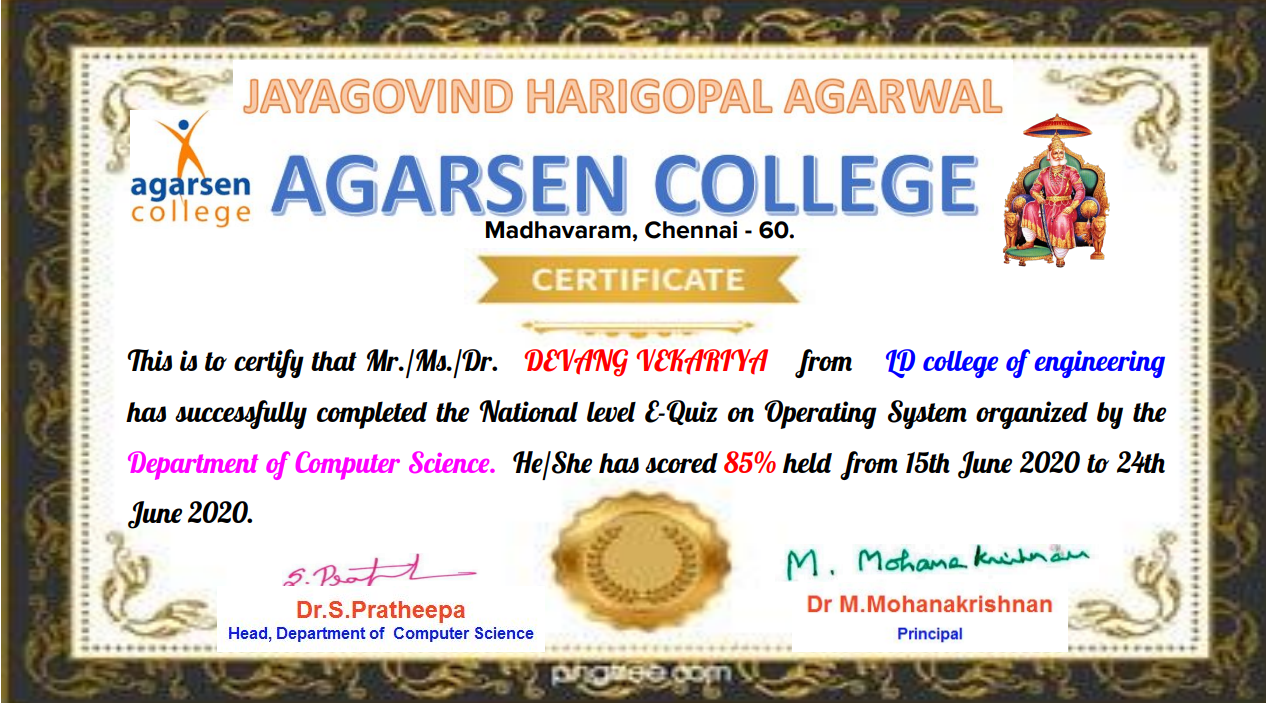 JAYAGOVIND HARIGOPAL AGARWAL
agarsen
college
AGARSEN COLLEGE
Madhavaram, Chennai - 60.
CERTIFICATE
This is to certify that Mr./Ms./Dr. DEVANG VEKARIYA from LD college of engineering
has successfully completed the National level E-Quiz on Operating System organized by the
Department of Computer Science. He/She has scored 85% held from 15th June 2020 to 24th
June 2020.
M. Mohanakrishnan
Dr.S.Pratheepa
Dr M.Mohanakrishnan
Head, Department of Computer Science
Principal
pngtree.com